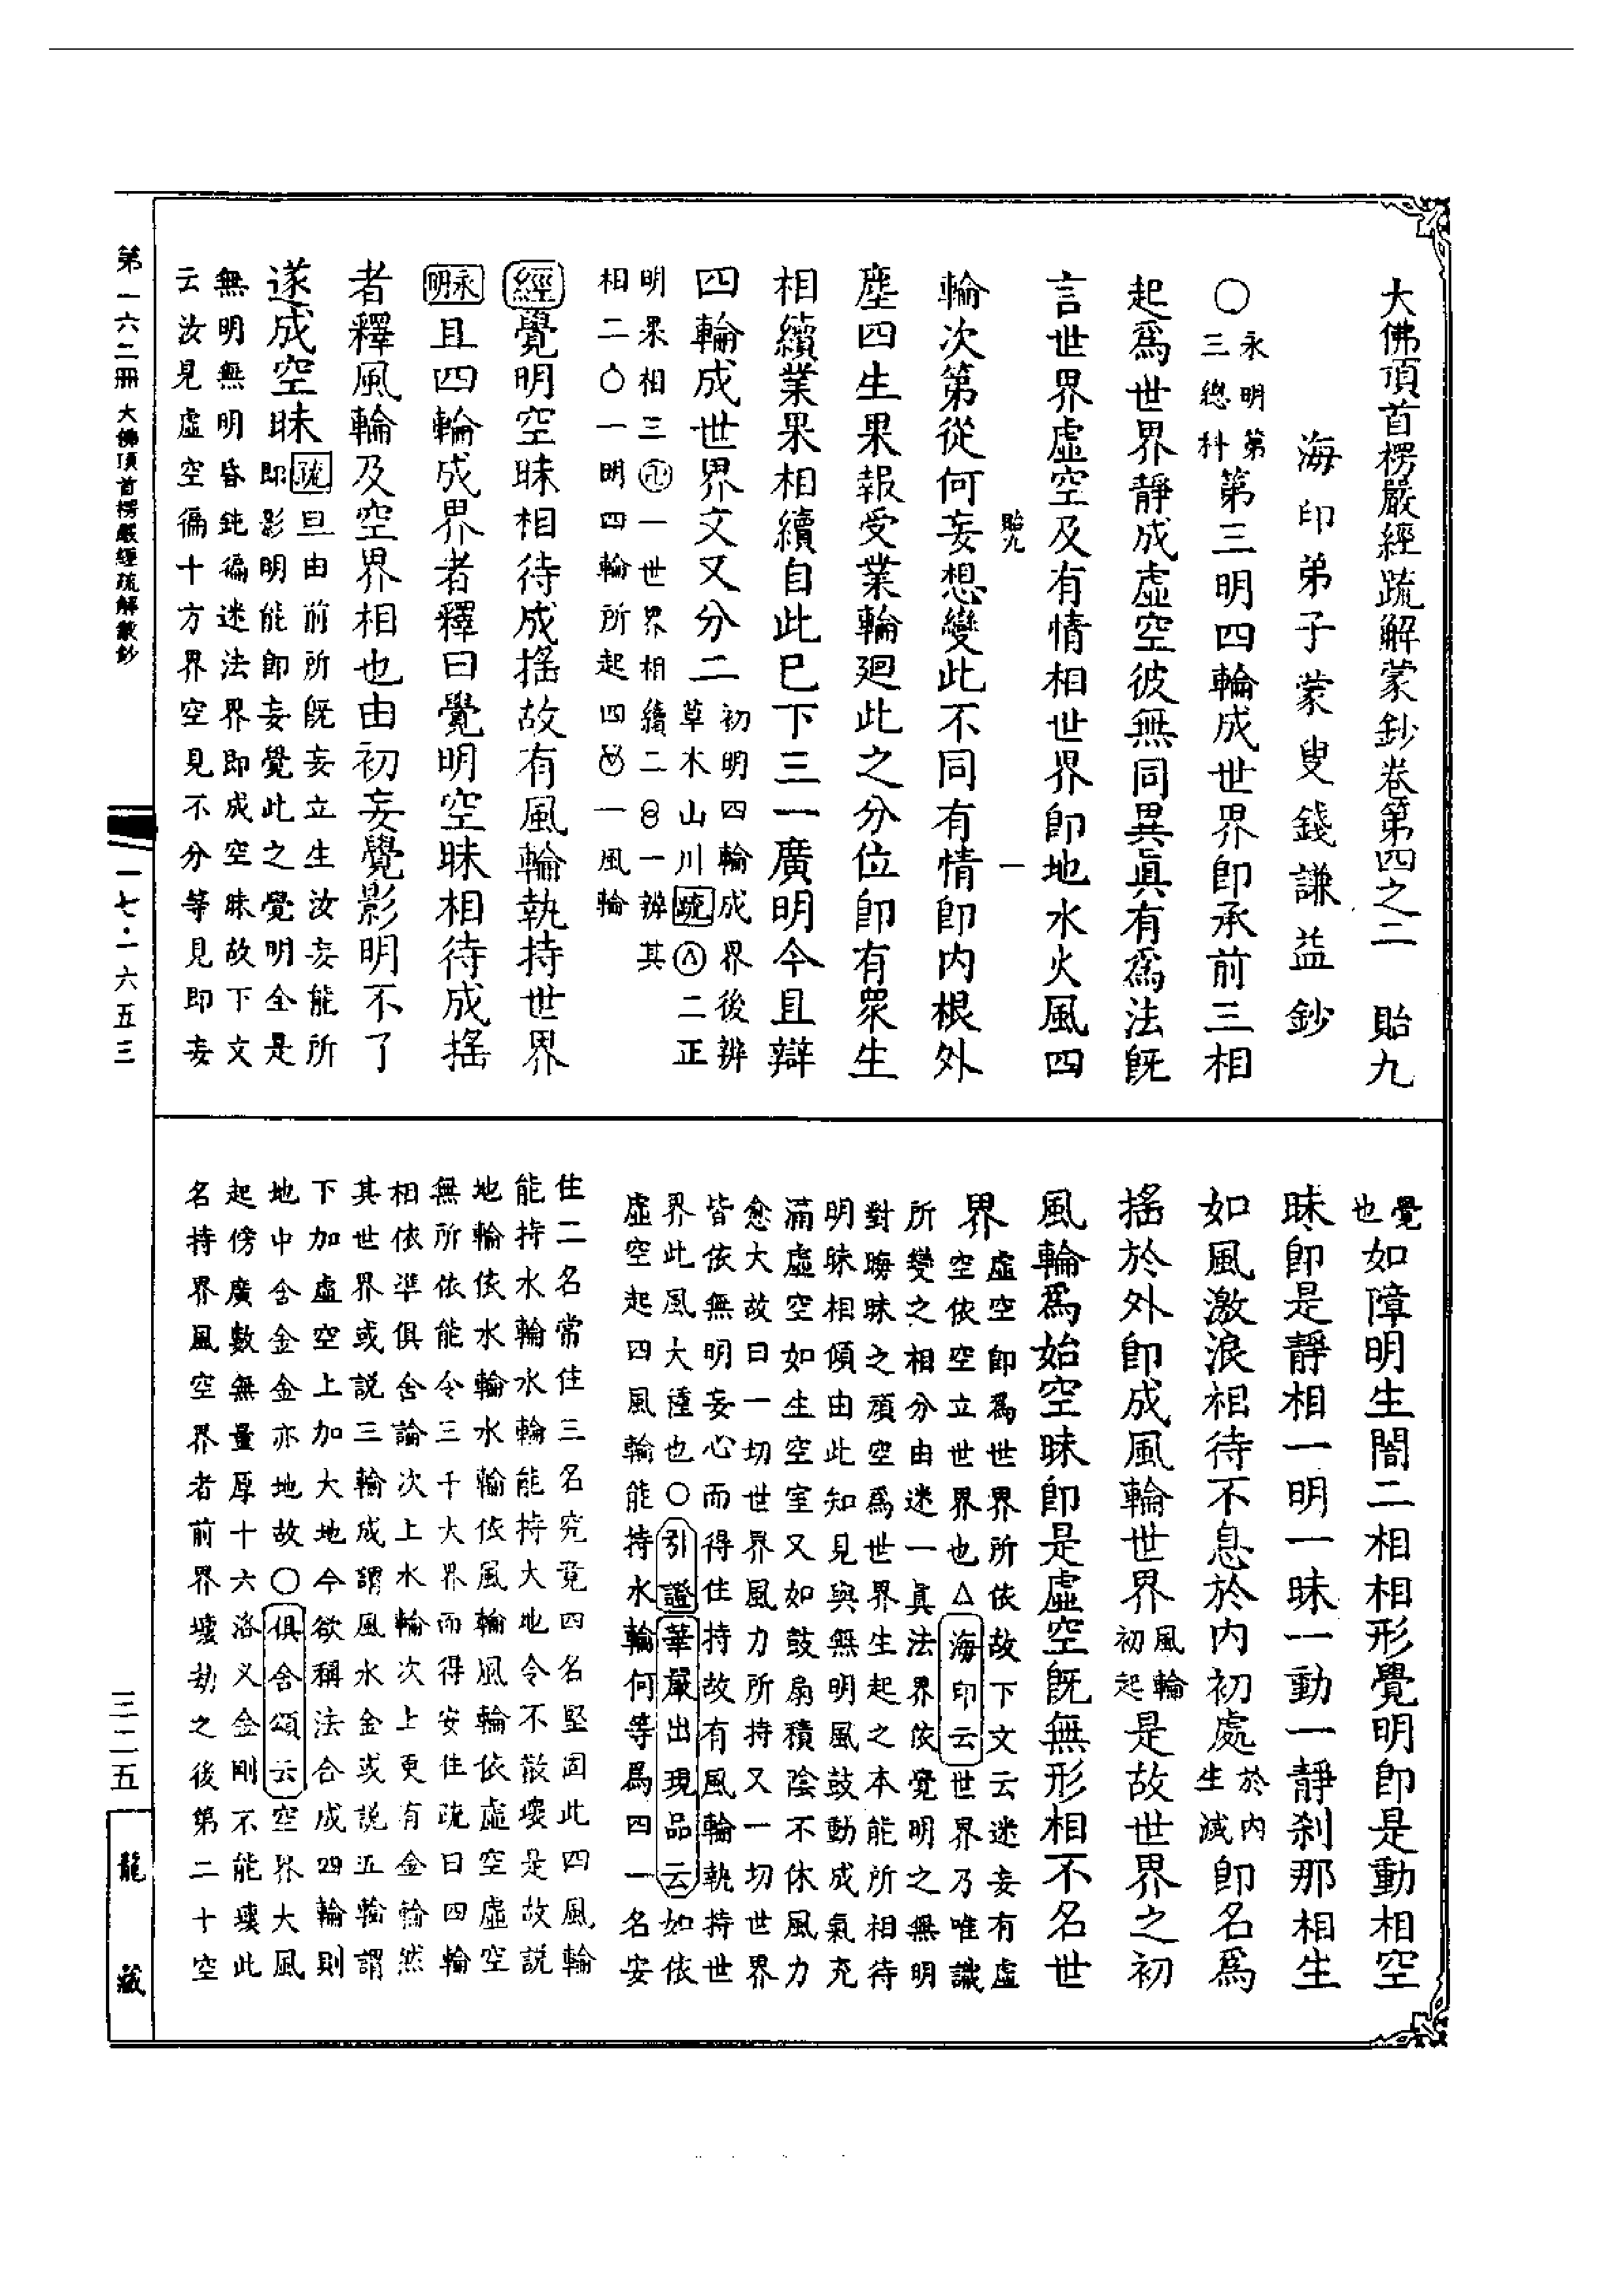 大佛頂首楞嚴經疏解蒙鈔卷第四之二　貽九
海印弟子蒙叟錢謙益鈔
○永明第三總科第三明四輪成世界即承前三相
起爲世界靜成虛空彼無同異眞有爲法旣
言世界虛空及有情相世界卽地水火風四
貽九　一
輪次第從何妄想變此不同有情卽內根外
塵四生果報受業輪廻此之分位卽有衆生
相續業果相續自此已下三一廣明今且辯
四輪成世界文又分二初明四輪成界後辨
草木山川疏二正
明果相三卍一世界相續二一辨其
相二一明四輪所起四一風輪
經覺明空昧相待成搖故有風輪執持世界
永明且四輪成界者釋曰覺明空昧相待成搖
者釋風輪及空界相也由初妄覺影明不了
遂成空昧疏旦由前所旣妄立生汝妄能所
卽影明能卽妄覺此之覺明全是
無明無明昏鈍徧迷法界卽成空昧故下文
云汝見虛空徧十方界空見不分等見卽妄
覺也如障明生闇二相相形覺明卽是動相空
昧卽是靜相一明一昧一動一靜刹那相生
如風激浪相待不息於內初處於內生滅卽名爲
搖於外卽成風輪世界風輪初起是故世界之初
風輪爲始空昧卽是虛空旣無形相不名世
界虛空卽爲世界所依故下文云迷妄有虛
空依空立世界也△海印云世界乃唯識
所變之相分由迷一眞法界依覺明之無明
對晦昧之頑空爲世界生起之本能所相待
明昧相傾由此知見與無明風鼓動成氣充
滿虛空如生空室又如鼓扇積陰不休風力
愈大故曰一切世界風力所持又一切世界
皆依無明妄心而得住持故有風輪執持世
界此風大種也○引證華嚴出現品云如依
虛空起四風輪能持水輪何等爲四一名安
住二名常住三名究竟四名堅固此四風輪
能持水輪水輪能持大地令不散壞是故說
地輪依水輪水輪依風輪風輪依虛空虛空
無所依能令三千大界而得安住疏曰四輪
相依準俱舍論次上水輪次上更有金輪然
其世界或說三輪成謂風水金或說五輪謂
下加虛空上加大地今欲稱法合成四輪則
地中含金金亦地故○俱舍頌云空界大風
起傍廣數無量厚十六洛义金剛不能壞此
名持界風空界者前界壞劫之後第二十空
第一六二冊　大佛頂首楞嚴經疏解蒙鈔
一七·一六五三
三二五
龍藏